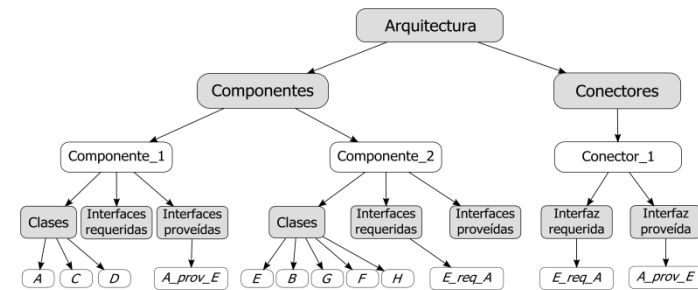 Arquitectura
Componentes
Conectores
Componente_1
Componente_2
Conector_1
Clases
Interfaces
requeridas
Interfaces
proveídas
Clases
Interfaces
requeridas
Interfaces
proveídas
Interfaz
requerida
Interfaz
proveída
A
C
D
A_prov_E
E
B
G
F
H
E_req_A
E_req_A
A_prov_E